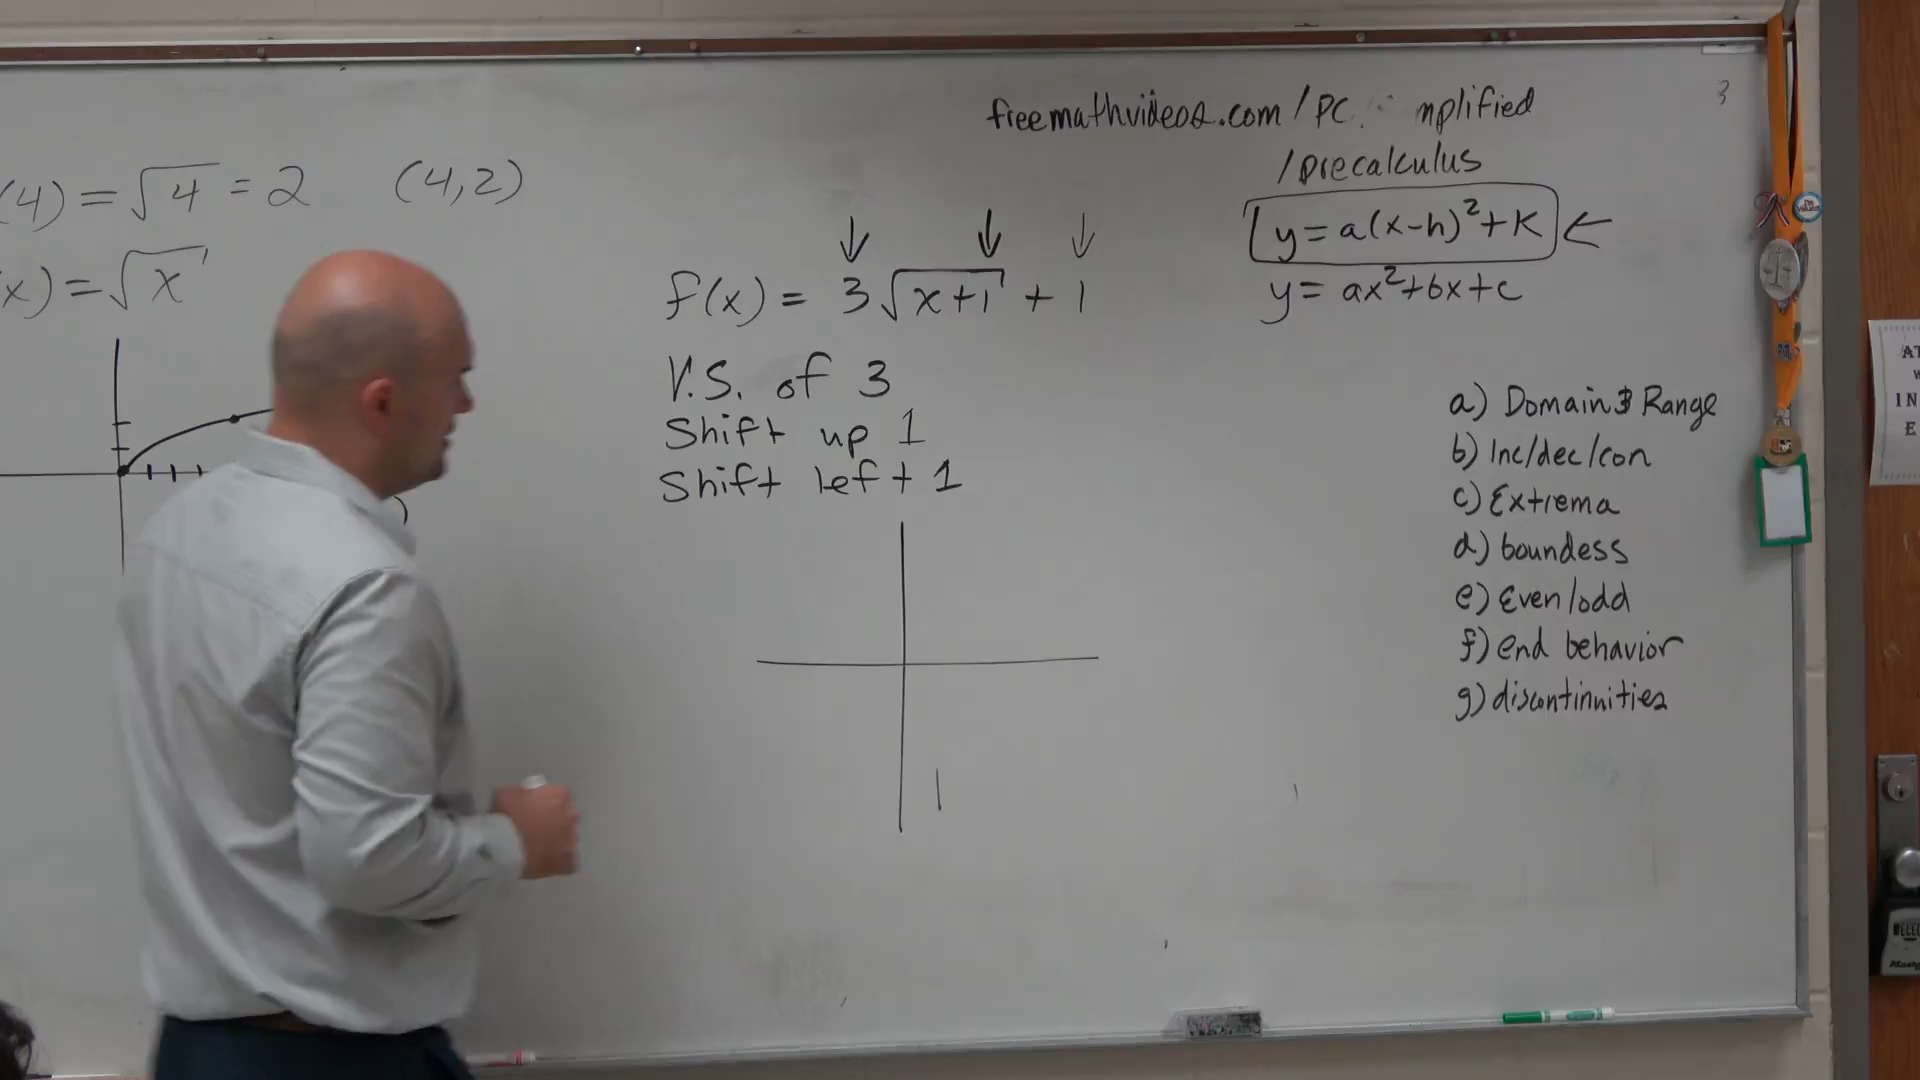 freemathvideos.com/PC mplified
/precalculus
(4) = √4 = 2 (4,2)
(x) = √x
y = a(x-h)²+K ←
y = ax²+bx+c
f(x) = 3√x+1 + 1
V.S. of 3
Shift up 1
Shift left 1
a) Domain & Range
b) Inc/dec/con
c) Extrema
d) boundess
e) Even/odd
f) end behavior
g) discontinuities
3